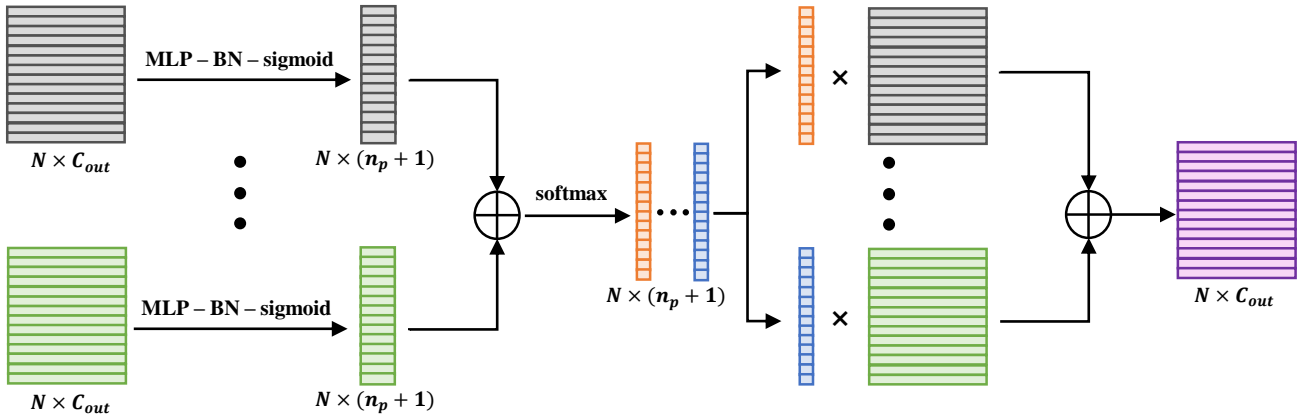 MLP – BN – sigmoid
N × C_out
N × (n_p + 1)
softmax
N × (n_p + 1)
MLP – BN – sigmoid
N × C_out
N × (n_p + 1)
×
×
N × C_out